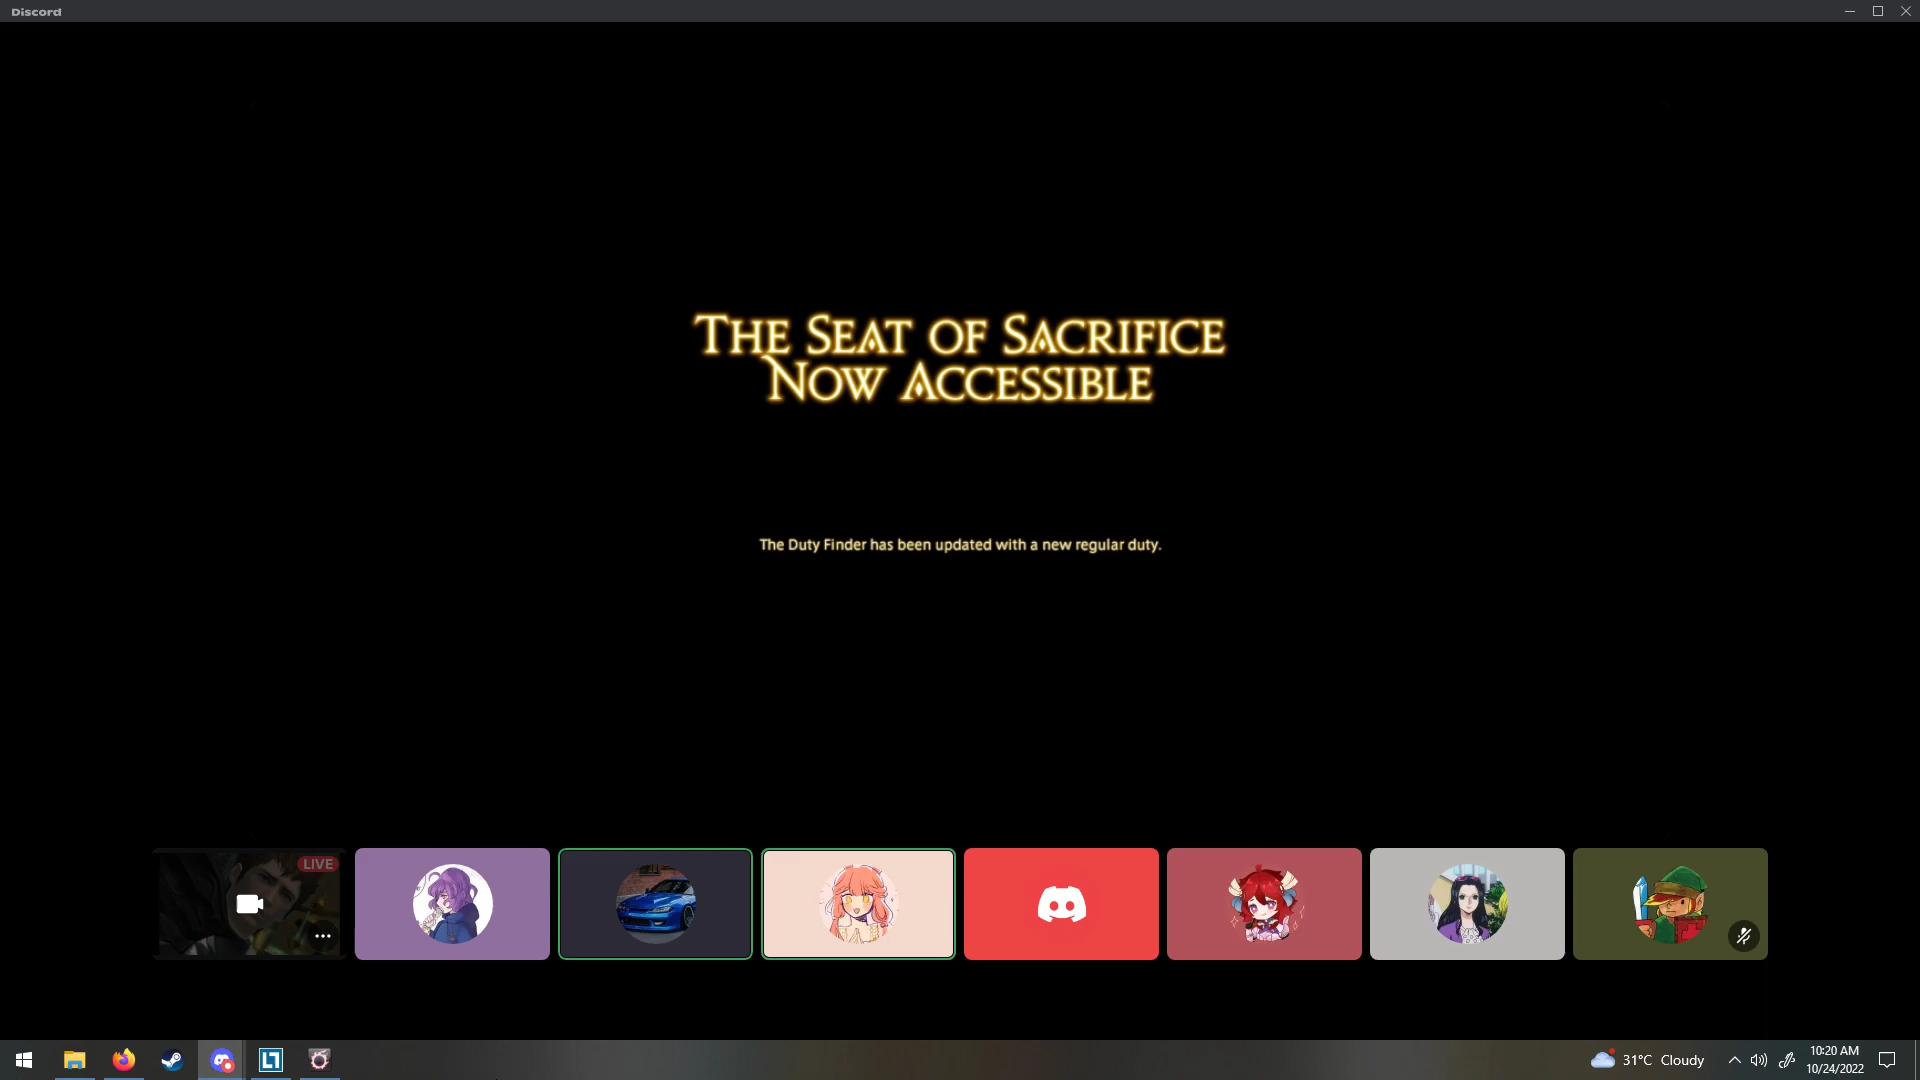 Discord
THE SEAT OF SACRIFICE
NOW ACCESSIBLE
The Duty Finder has been updated with a new regular duty.
LIVE
31°C Cloudy
10:20 AM
10/24/2022